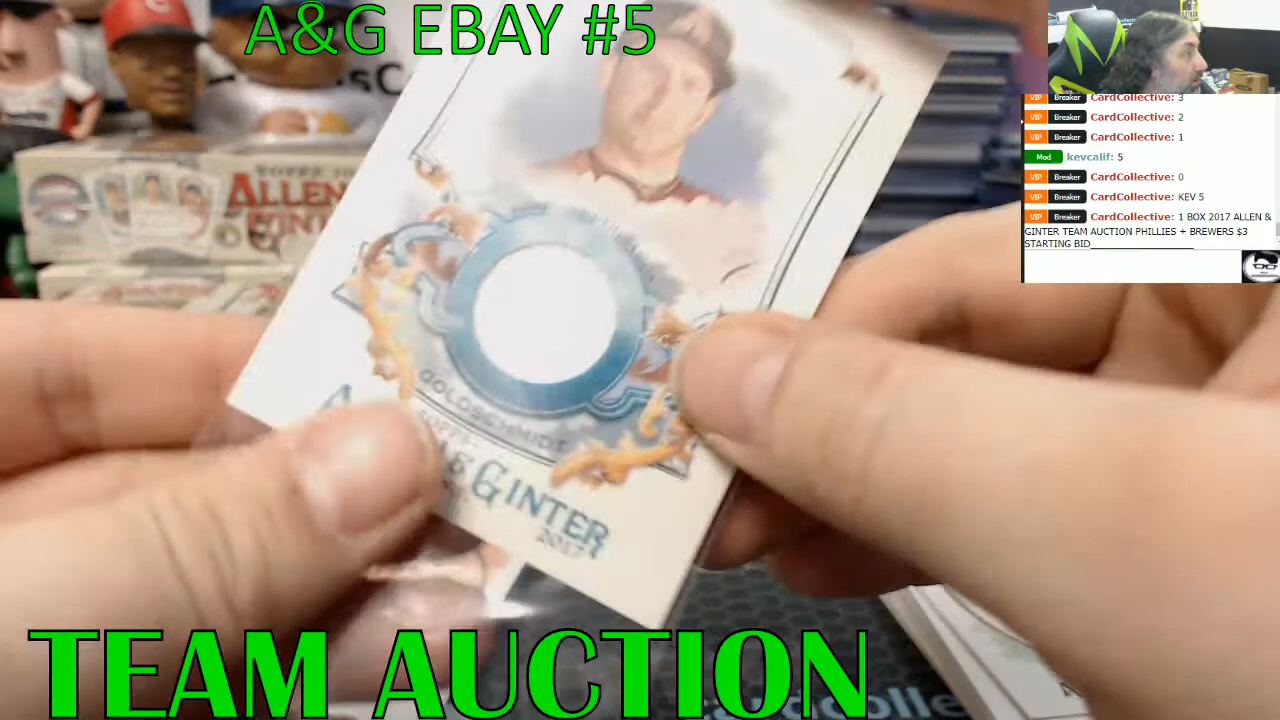 A&G EBAY #5
VIP Breaker CardCollective: 3
VIP Breaker CardCollective: 2
VIP Breaker CardCollective: 1
Mod kevcalif: 5
VIP Breaker CardCollective: 0
VIP Breaker CardCollective: KEV 5
VIP Breaker CardCollective: 1 BOX 2017 ALLEN &
GINTER TEAM AUCTION PHILLIES + BREWERS $3
STARTING BID
TOPPS
ALLEN
GINTER
GOLDSCHMIDT
TOPPS
GINTER
2017
TEAM AUCTION